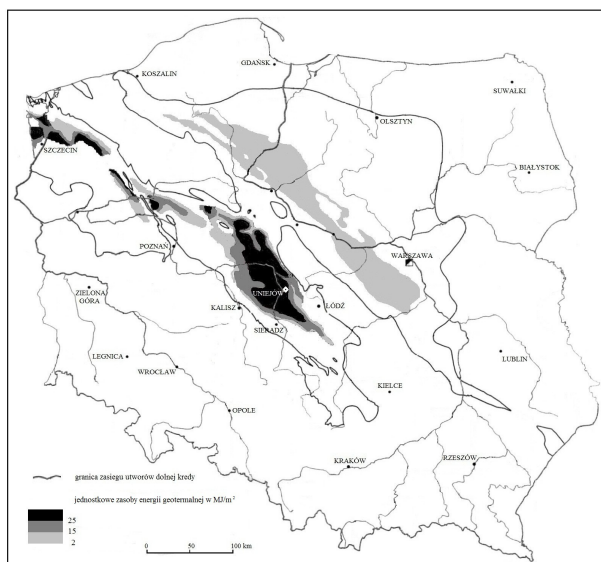 GDAŃSK
KOSZALIN
SUWAŁKI
OLSZTYN
SZCZECIN
BIAŁYSTOK
POZNAŃ
WARSZAWA
ZIELONA
GÓRA
UNIEJÓW
KALISZ
ŁÓDŹ
SIERADZ
LEGNICA
WROCŁAW
LUBLIN
KIELCE
OPOLE
KRAKÓW
RZESZÓW
granica zasięgu utworów dolnej kredy
jednostkowe zasoby energii geotermalnej w MJ/m²
25
15
2
0 100 km